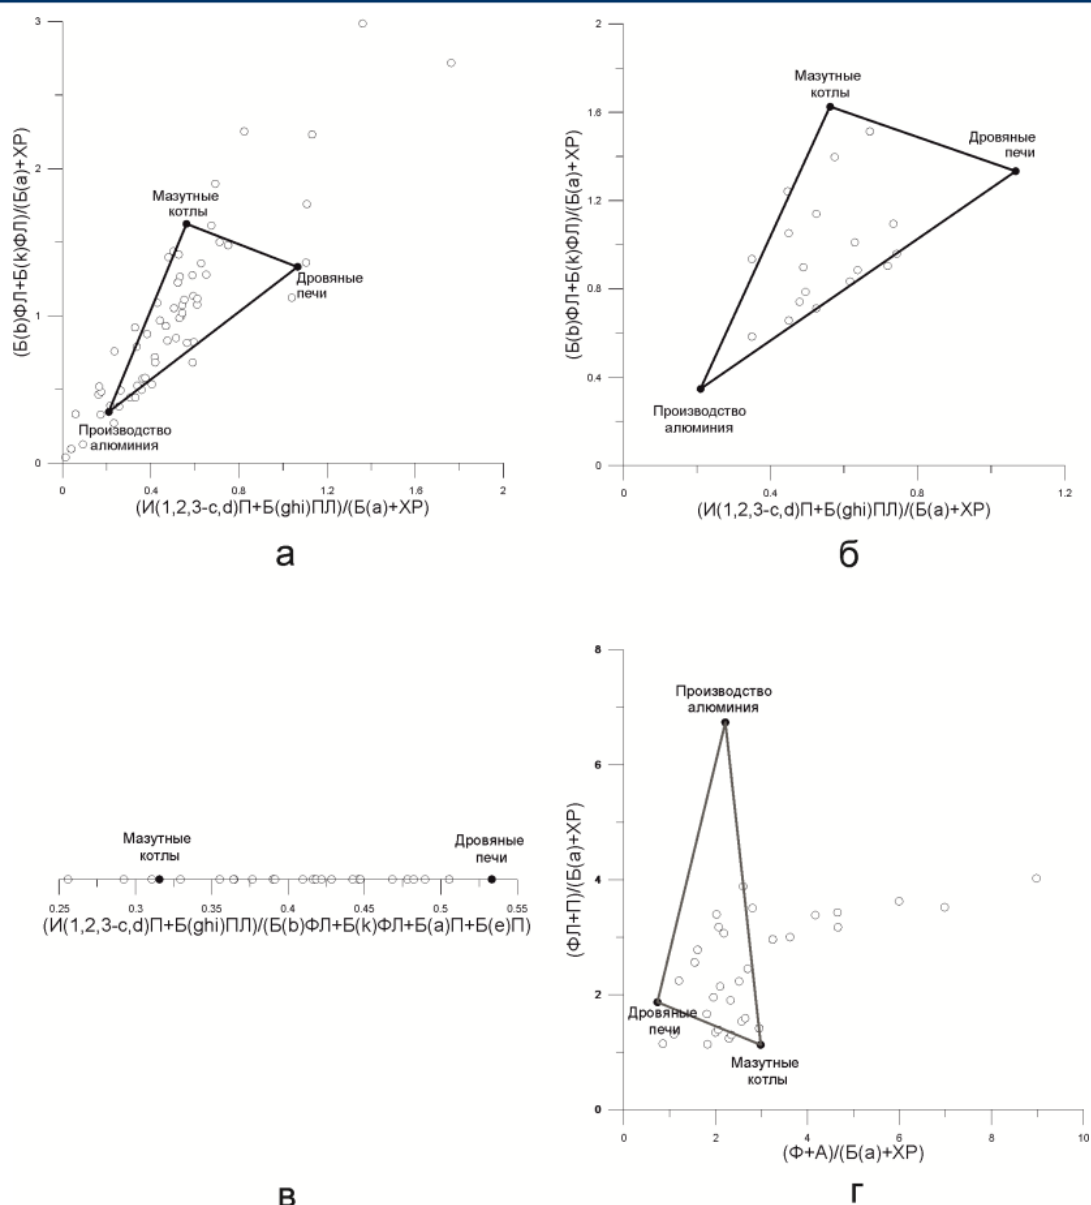 3
2
1
0
(Б(b)ФЛ+Б(k)ФЛ)/(Б(a)+ХР)
Мазутные
котлы
Дровяные
печи
Производство
алюминия
0
0.4
0.8
1.2
1.6
2
(И(1,2,3-c,d)П+Б(ghi)ПЛ)/(Б(a)+ХР)
а
2
1.6
1.2
0.8
0.4
0
(Б(b)ФЛ+Б(k)ФЛ)/(Б(a)+ХР)
Мазутные
котлы
Дровяные
печи
Производство
алюминия
0
0.4
0.8
1.2
(И(1,2,3-c,d)П+Б(ghi)ПЛ)/(Б(a)+ХР)
б
Мазутные
котлы
Дровяные
печи
0.25
0.3
0.35
0.4
0.45
0.5
0.55
(И(1,2,3-c,d)П+Б(ghi)ПЛ)/(Б(b)ФЛ+Б(k)ФЛ+Б(a)П+Б(e)П)
в
8
6
4
2
0
(ФЛ+П)/(Б(a)+ХР)
Производство
алюминия
Дровяные
печи
Мазутные
котлы
0
2
4
6
8
10
(Ф+А)/(Б(a)+ХР)
г